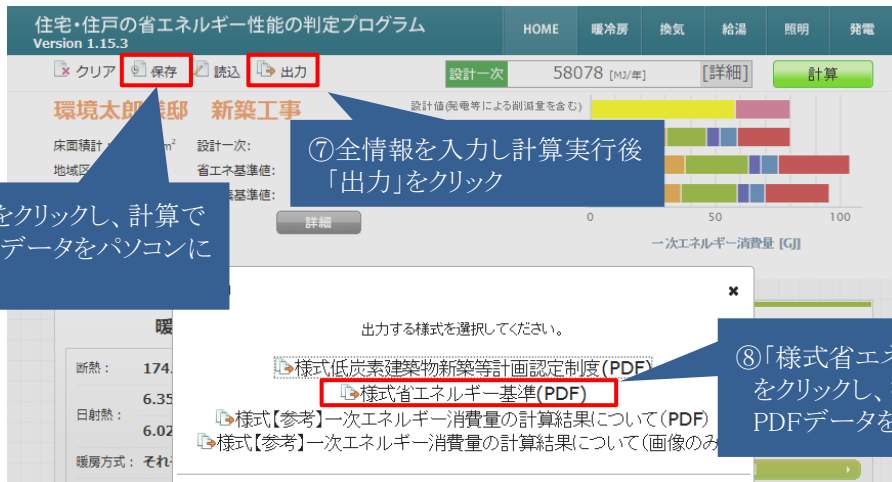 住宅・住戸の省エネルギー性能の判定プログラム
Version 1.15.3
HOME 暖冷房 換気 給湯 照明 発電
クリア 保存 読込 出力
設計一次 58078 [MJ/年] [詳細] 計算
環境太郎 様邸 新築工事
設計値(発電等による削減量を含む)
床面積計 m² 設計一次:
地域区 省エネ基準値:
基準値:
詳細
⑦全情報を入力し計算実行後
「出力」をクリック
をクリックし、計算で
データをパソコンに
0 50 100
一次エネルギー消費量 [GJ]
×
出力する様式を選択してください。
様式低炭素建築物新築等計画認定制度(PDF)
様式省エネルギー基準(PDF)
様式【参考】一次エネルギー消費量の計算結果について(PDF)
様式【参考】一次エネルギー消費量の計算結果について(画像のみ
⑧「様式省エネ
をクリックし、
PDFデータを
暖
断熱: 174.
6.35
日射熱:
6.02
暖房方式: それ